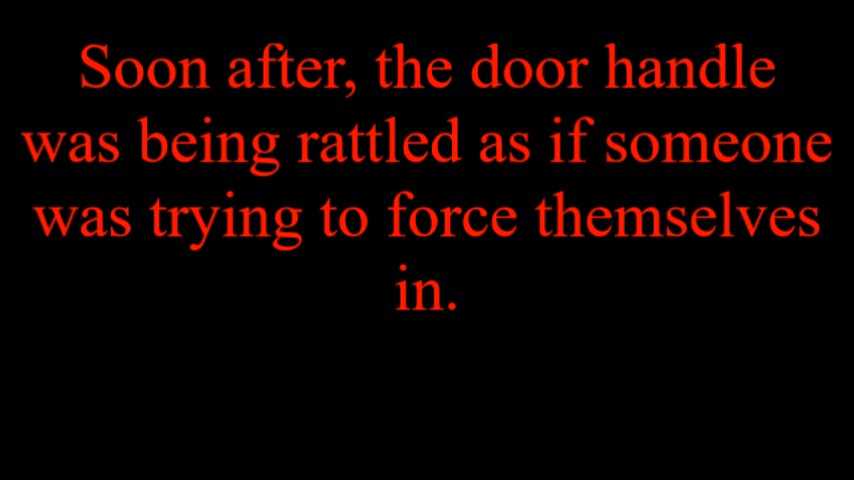 Soon after, the door handle
was being rattled as if someone
was trying to force themselves
in.